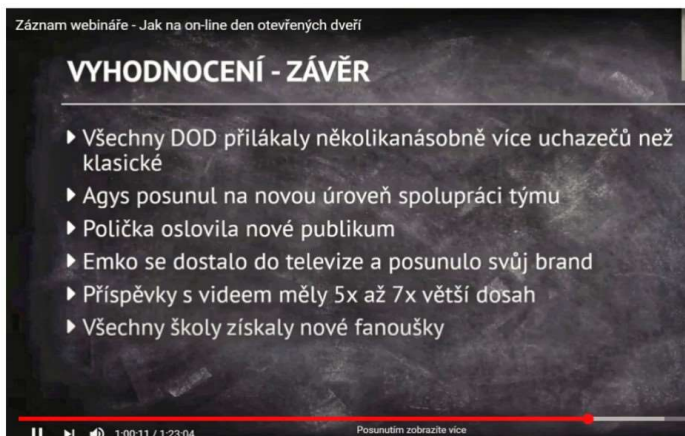 Záznam webináře - Jak na on-line den otevřených dveří
VYHODNOCENÍ - ZÁVĚR
Všechny DOD přilákaly několikanásobně více uchazečů než
klasické
Agys posunul na novou úroveň spolupráci týmu
Polička oslovila nové publikum
Emko se dostalo do televize a posunulo svůj brand
Příspěvky s videem měly 5x až 7x větší dosah
Všechny školy získaly nové fanoušky
1:00:11 / 1:23:04
Posunutím zobrazíte více